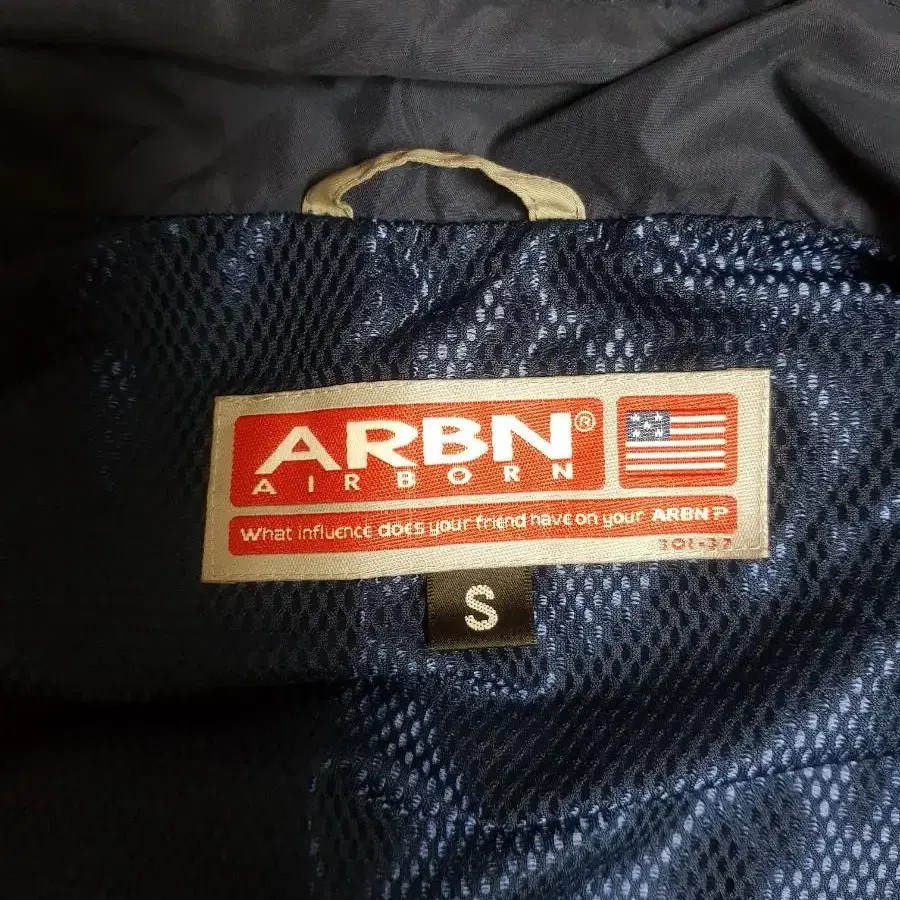 ARBN®
AIRBORN
What influence does your friend have on your ARBN?
S